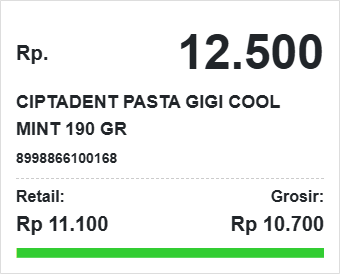 Rp. 12.500
CIPTADENT PASTA GIGI COOL
MINT 190 GR
8998866100168
Retail: Grosir:
Rp 11.100 Rp 10.700